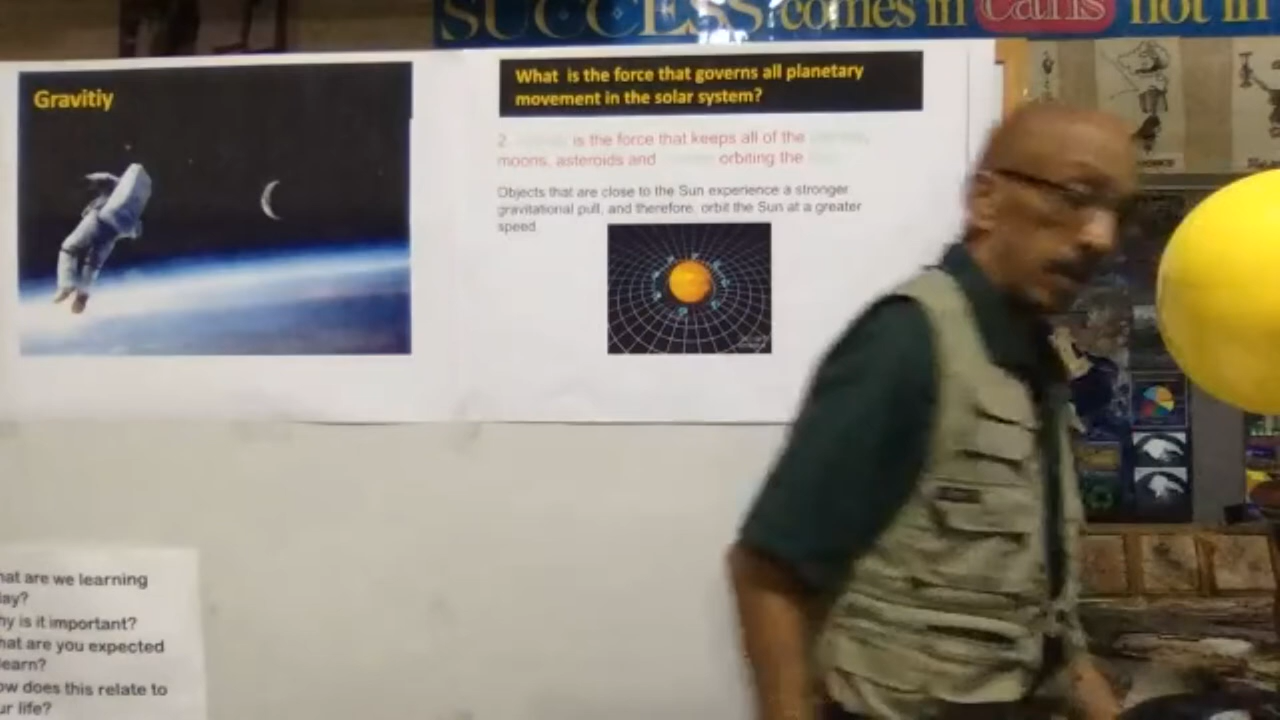 SUCCESS comes in Cans not in
Gravitiy
What is the force that governs all planetary
movement in the solar system?
2. is the force that keeps all of the
moons, asteroids and orbiting the
Objects that are close to the Sun experience a stronger
gravitational pull, and therefore, orbit the Sun at a greater
speed
hat are we learning
ay?
hy is it important?
hat are you expected
learn?
ow does this relate to
ur life?